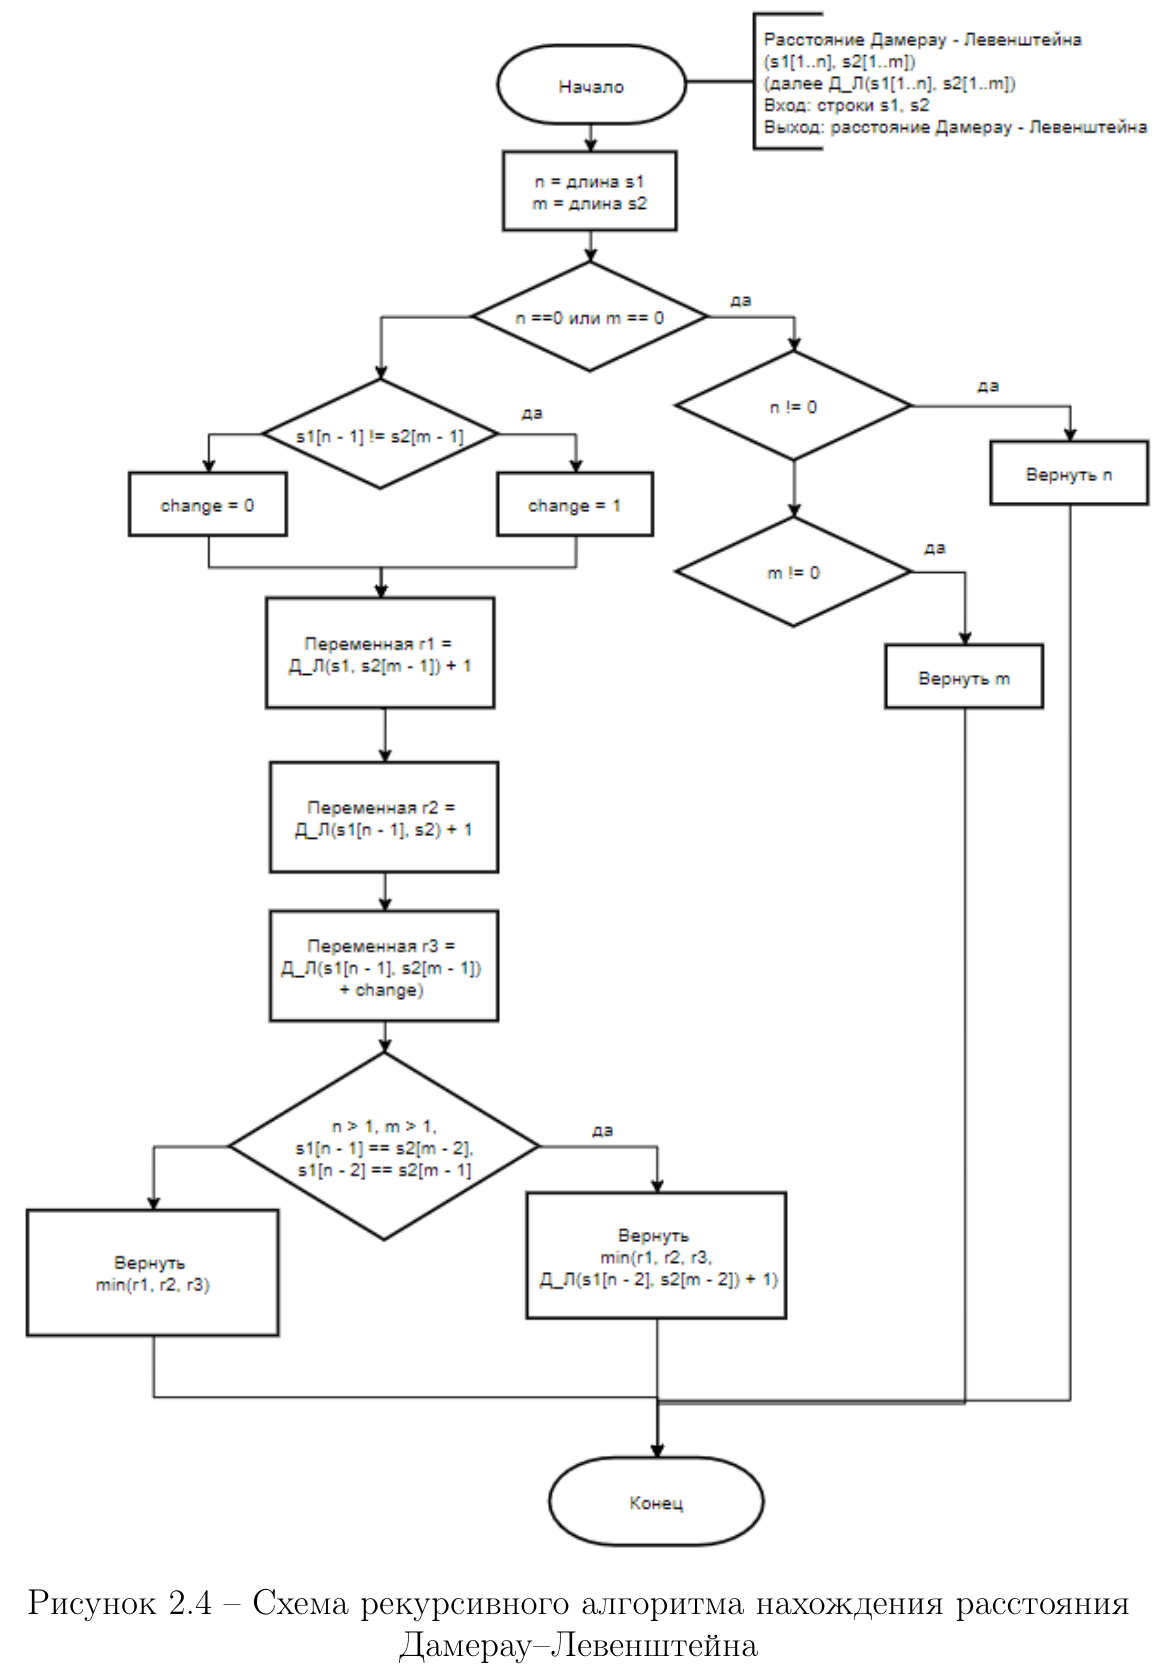 Расстояние Дамерау - Левенштейна
(s1[1..n], s2[1..m])
(далее Д_Л(s1[1..n], s2[1..m])
Вход: строки s1, s2
Выход: расстояние Дамерау - Левенштейна
Начало
n = длина s1
m = длина s2
n ==0 или m == 0
да
s1[n - 1] != s2[m - 1]
да
n != 0
да
change = 0
change = 1
Вернуть n
m != 0
да
Переменная r1 =
Д_Л(s1, s2[m - 1]) + 1
Вернуть m
Переменная r2 =
Д_Л(s1[n - 1], s2) + 1
Переменная r3 =
Д_Л(s1[n - 1], s2[m - 1])
+ change)
n > 1, m > 1,
s1[n - 1] == s2[m - 2],
s1[n - 2] == s2[m - 1]
да
Вернуть
min(r1, r2, r3)
Вернуть
min(r1, r2, r3,
Д_Л(s1[n - 2], s2[m - 2]) + 1)
Конец
Рисунок 2.4 – Схема рекурсивного алгоритма нахождения расстояния
Дамерау–Левенштейна